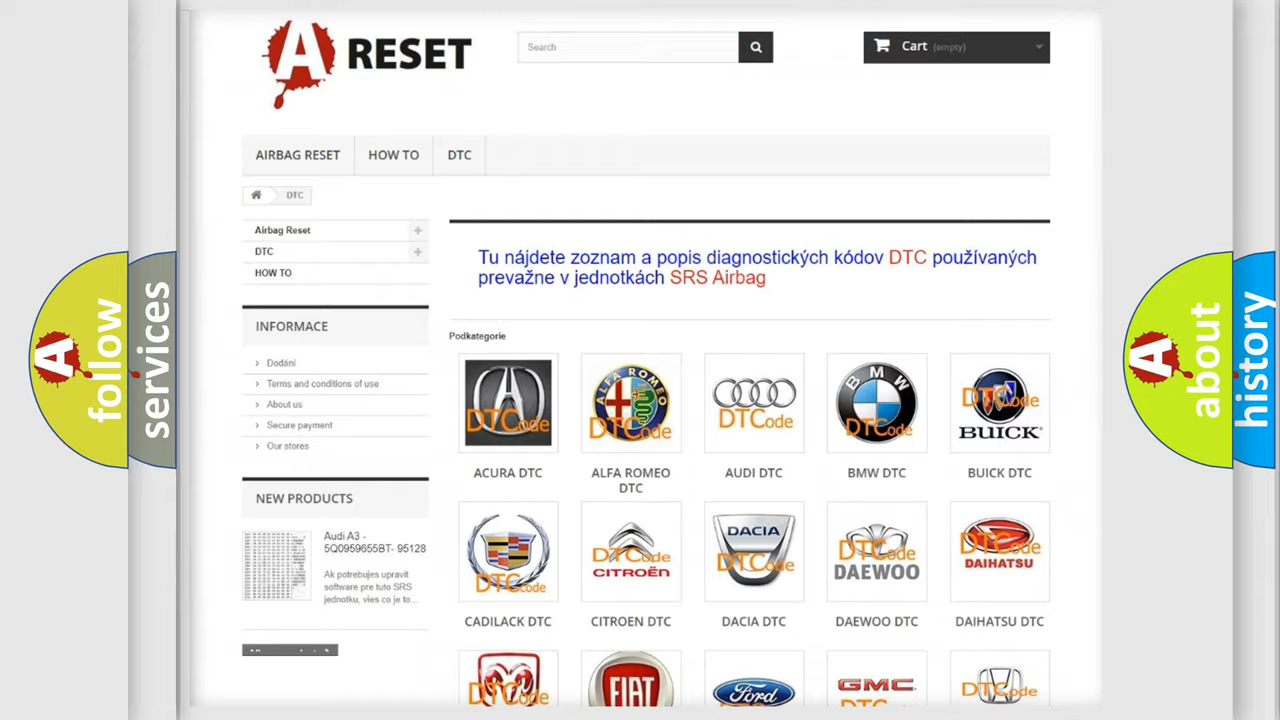 A RESET
Search
Cart (empty)
AIRBAG RESET
HOW TO
DTC
DTC
Airbag Reset
DTC
HOW TO
Tu nájdete zoznam a popis diagnostických kódov DTC používaných
prevažne v jednotkách SRS Airbag
INFORMACE
Dodání
Terms and conditions of use
About us
Secure payment
Our stores
NEW PRODUCTS
Audi A3 -
5Q0959655BT- 95128
Ak potrebujes upravit
software pre tuto SRS
jednotku, vies co je to...
Podkategorie
DTCode
ALFA ROMEO
DTCode
DTCode
BMW
DTCode
DTCode
BUICK
ACURA DTC
ALFA ROMEO
DTC
AUDI DTC
BMW DTC
BUICK DTC
DTCode
DTCode
CITROËN
DACIA
DTCode
DTCode
DAEWOO
DTCode
DAIHATSU
CADILACK DTC
CITROEN DTC
DACIA DTC
DAEWOO DTC
DAIHATSU DTC
DTCode
FIAT
Ford
GMC
DTCode
A follow
services
A about
history